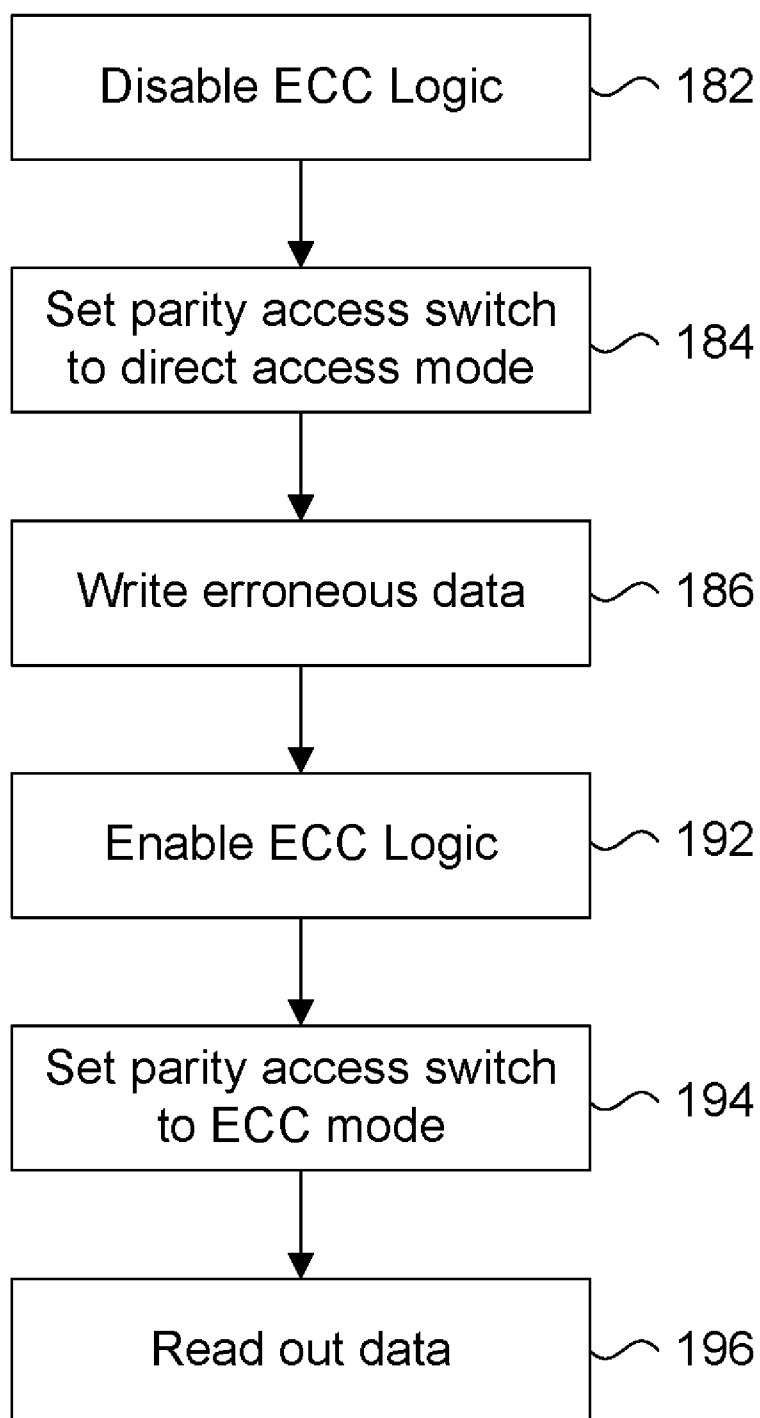 Disable ECC Logic
182
Set parity access switch
to direct access mode
184
Write erroneous data
186
Enable ECC Logic
192
Set parity access switch
to ECC mode
194
Read out data
196